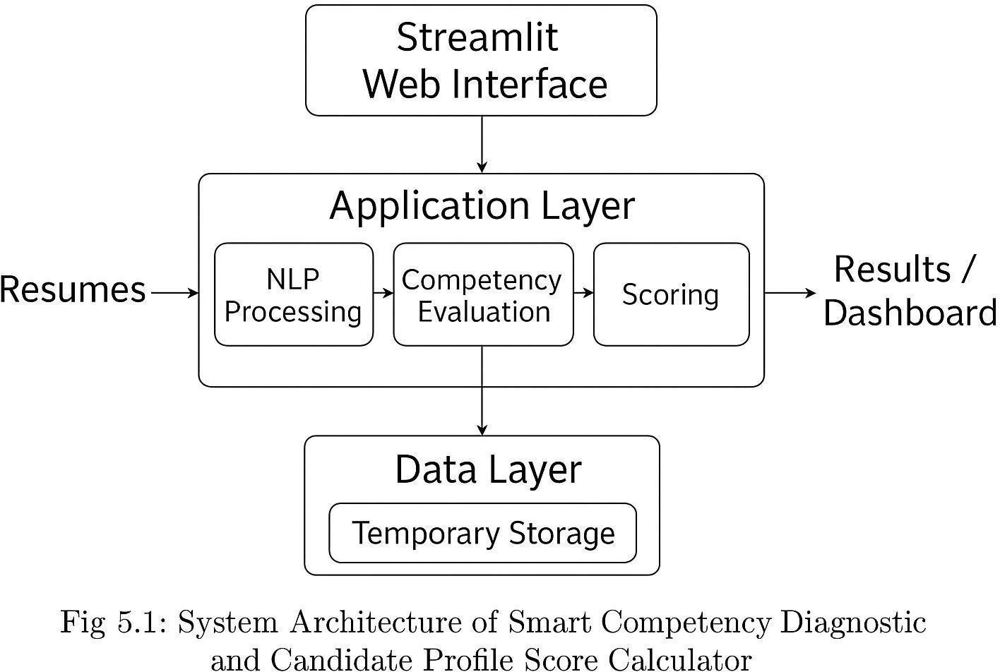 Streamlit
Web Interface
Application Layer
Resumes
NLP
Processing
Competency
Evaluation
Scoring
Results /
Dashboard
Data Layer
Temporary Storage
Fig 5.1: System Architecture of Smart Competency Diagnostic
and Candidate Profile Score Calculator